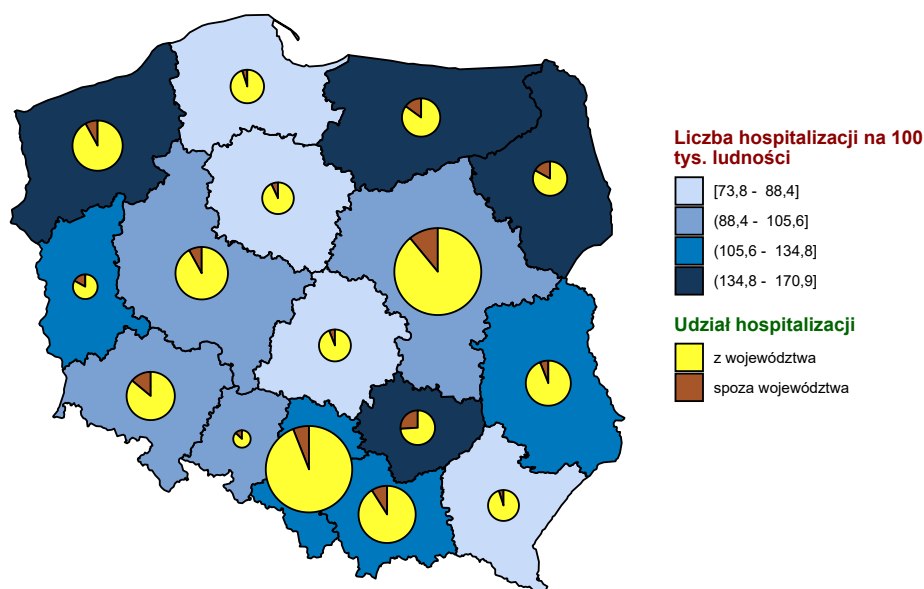 Liczba hospitalizacji na 100
tys. ludności
[73,8 - 88,4]
(88,4 - 105,6]
(105,6 - 134,8]
(134,8 - 170,9]
Udział hospitalizacji
z województwa
spoza województwa